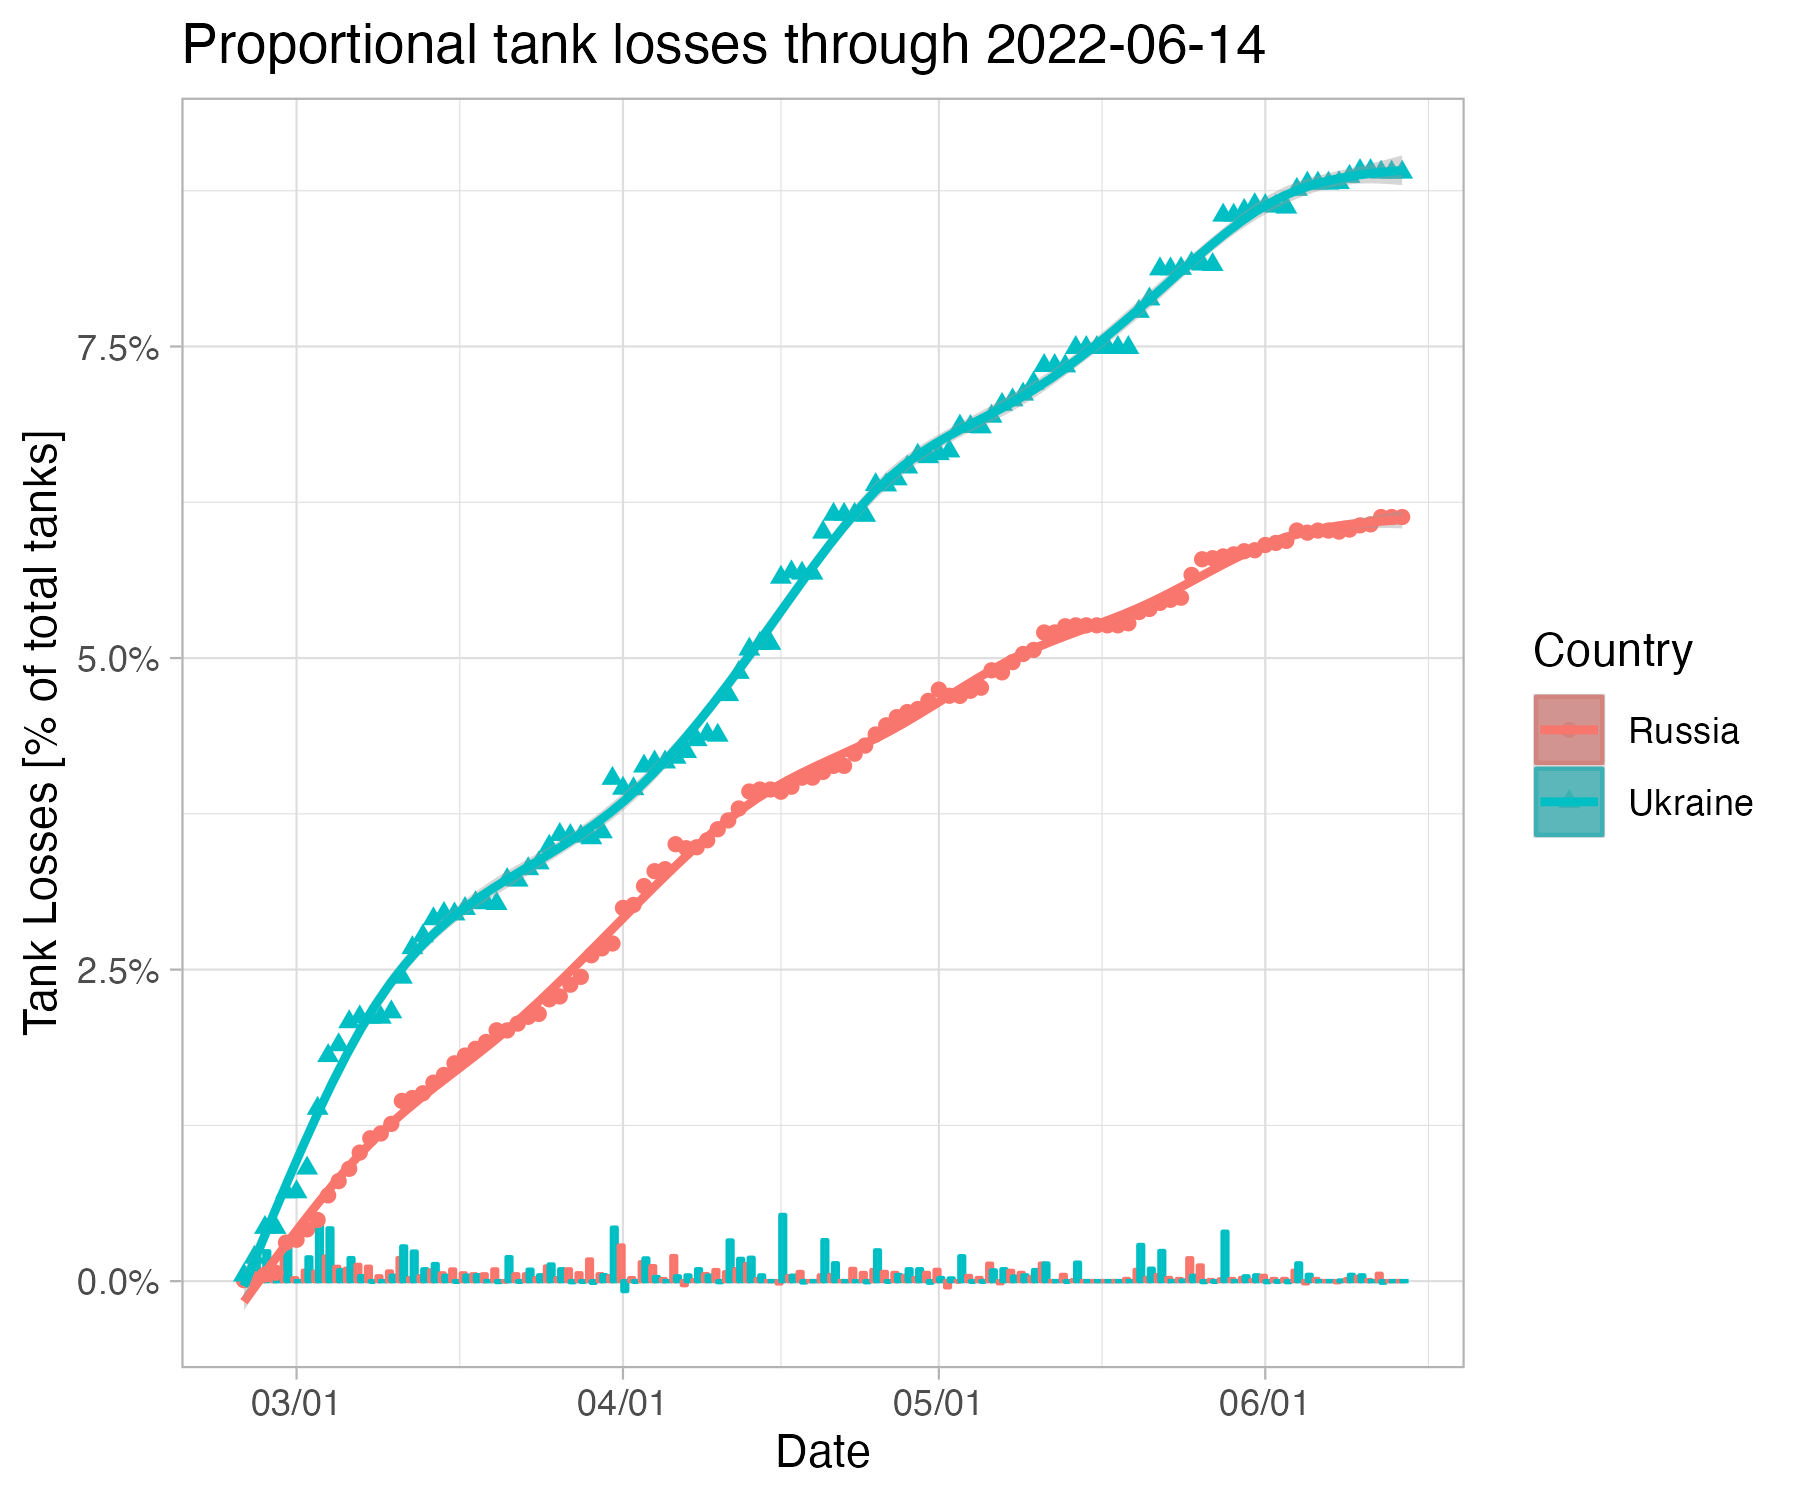 Proportional tank losses through 2022-06-14
Tank Losses [% of total tanks]
7.5%
5.0%
2.5%
0.0%
03/01
04/01
05/01
06/01
Date
Country
Russia
Ukraine